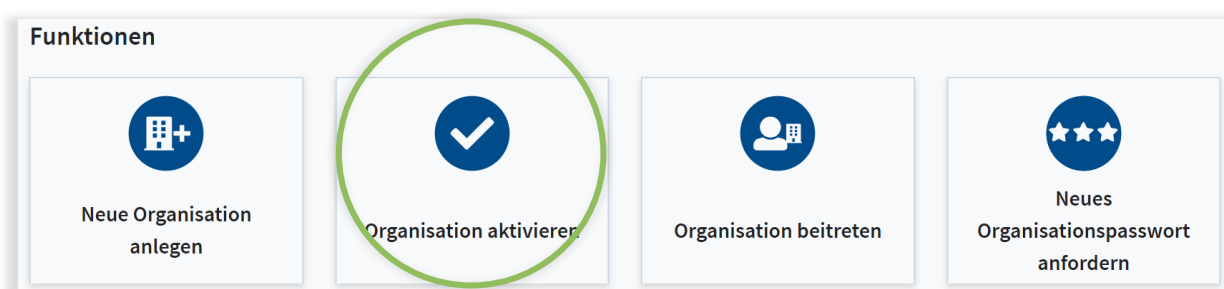 Funktionen
Neue Organisation
anlegen
Organisation aktivieren
Organisation beitreten
Neues
Organisationspasswort
anfordern